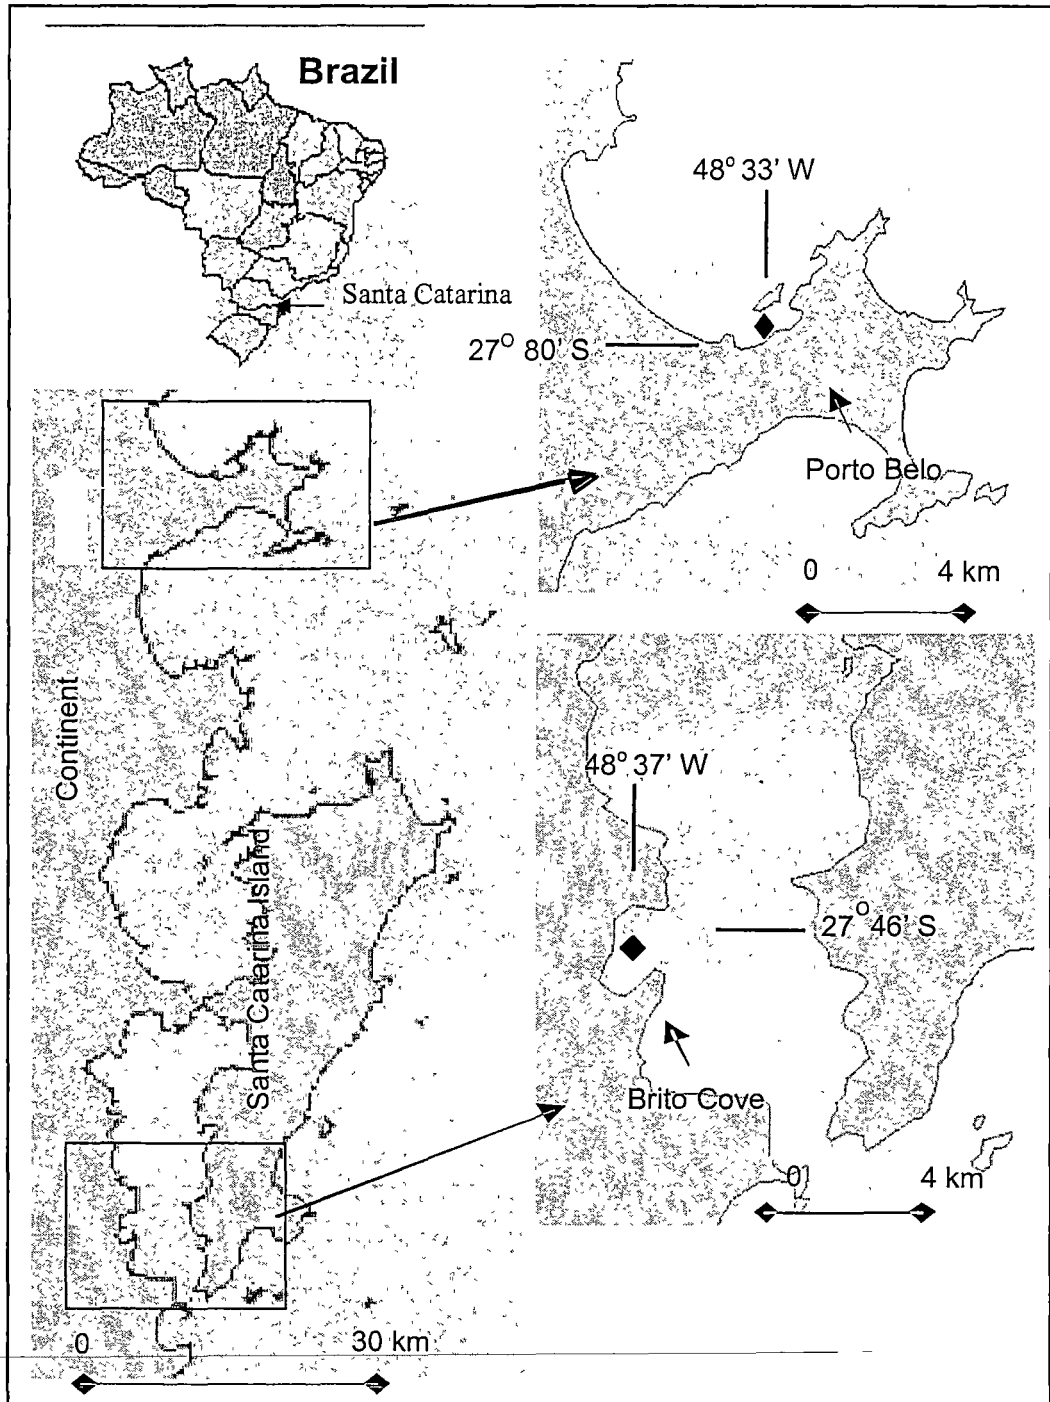 Brazil
Santa Catarina
48° 33' W
27° 80' S
Porto Belo
0 4 km
Continent
Santa Catarina Island
48° 37' W
27° 46' S
Brito Cove
0 4 km
0 30 km